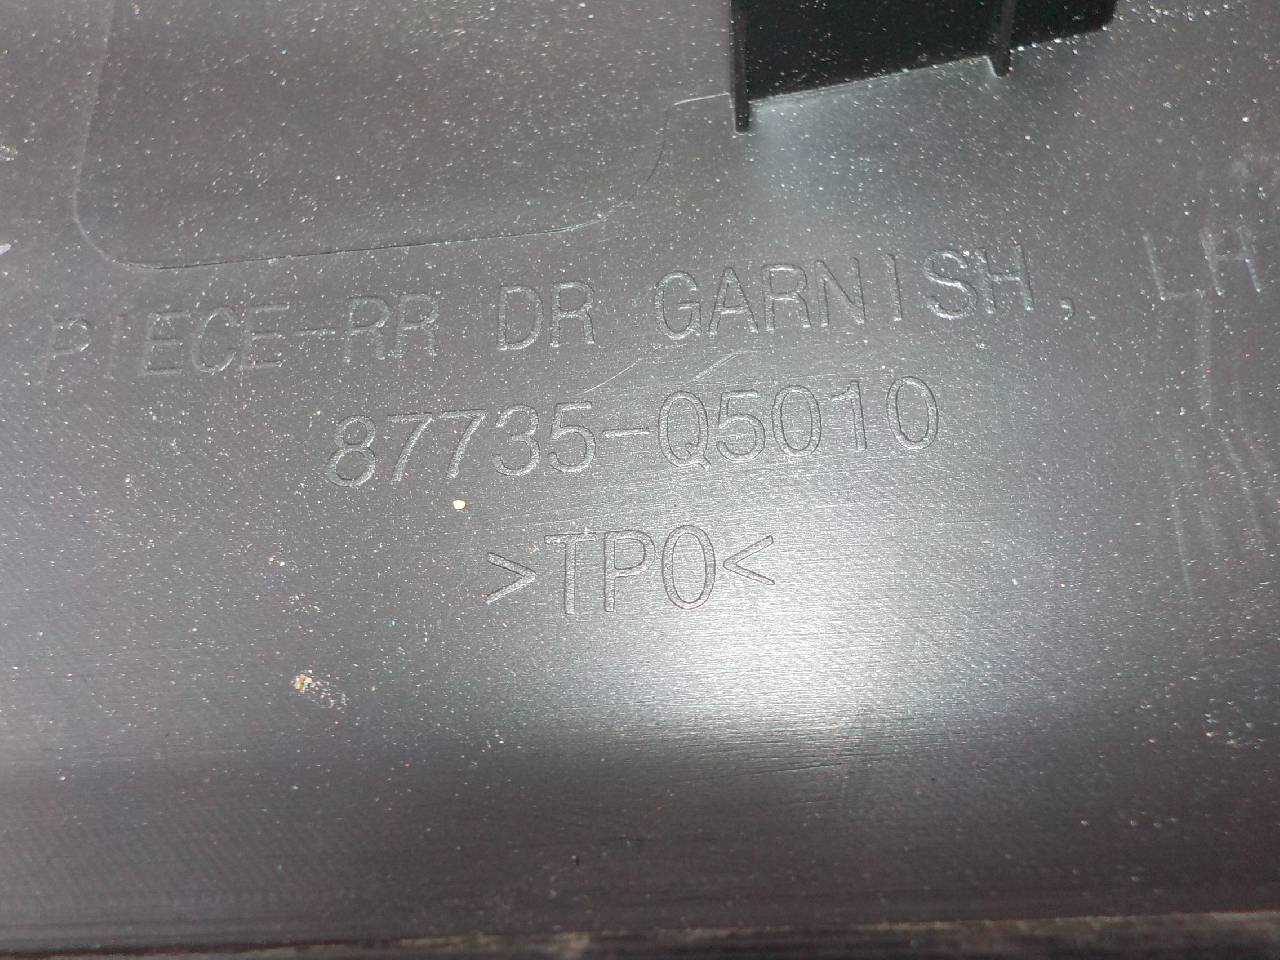 PIECE-RR DR GARNISH, LH
87735-Q5010
>TPO<